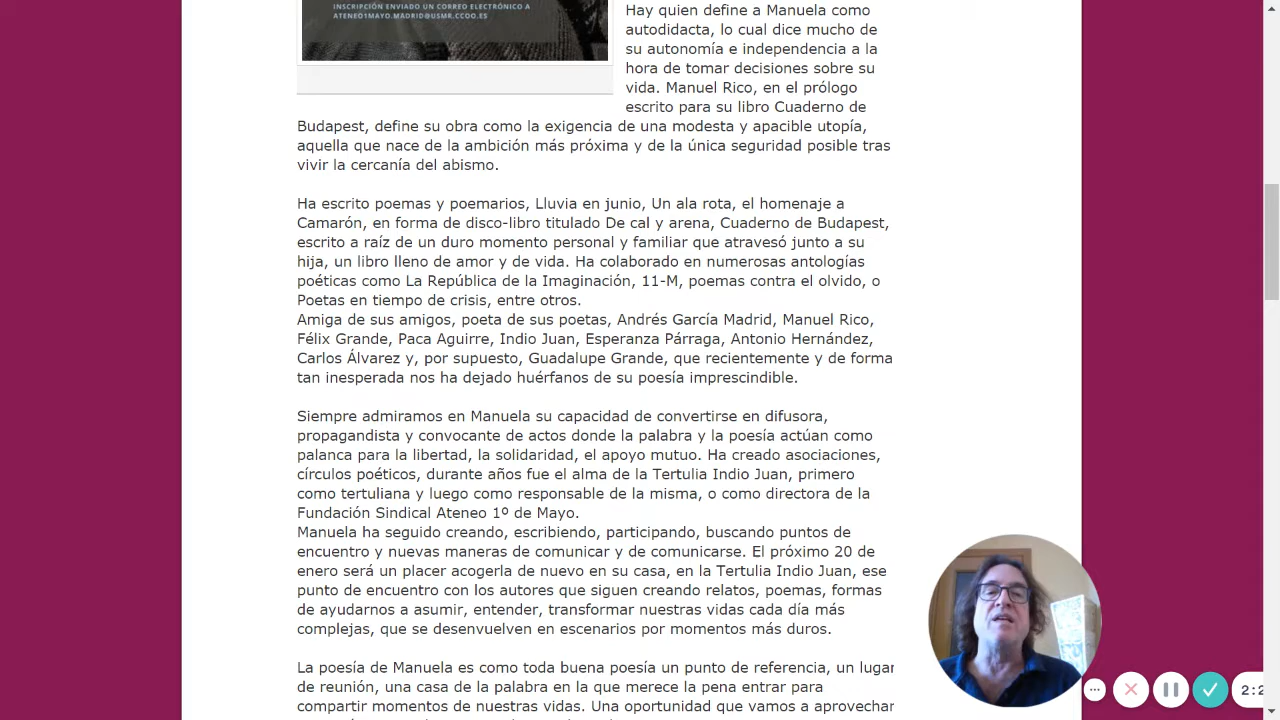 INSCRIPCIÓN ENVIADO UN CORREO ELECTRÓNICO A
ATENEO1MAYO.MADRID@USMR.CCOO.ES
Hay quien define a Manuela como
autodidacta, lo cual dice mucho de
su autonomía e independencia a la
hora de tomar decisiones sobre su
vida. Manuel Rico, en el prólogo
escrito para su libro Cuaderno de
Budapest, define su obra como la exigencia de una modesta y apacible utopía,
aquella que nace de la ambición más próxima y de la única seguridad posible tras
vivir la cercanía del abismo.
Ha escrito poemas y poemarios, Lluvia en junio, Un ala rota, el homenaje a
Camarón, en forma de disco-libro titulado De cal y arena, Cuaderno de Budapest,
escrito a raíz de un duro momento personal y familiar que atravesó junto a su
hija, un libro lleno de amor y de vida. Ha colaborado en numerosas antologías
poéticas como La República de la Imaginación, 11-M, poemas contra el olvido, o
Poetas en tiempo de crisis, entre otros.
Amiga de sus amigos, poeta de sus poetas, Andrés García Madrid, Manuel Rico,
Félix Grande, Paca Aguirre, Indio Juan, Esperanza Párraga, Antonio Hernández,
Carlos Álvarez y, por supuesto, Guadalupe Grande, que recientemente y de forma
tan inesperada nos ha dejado huérfanos de su poesía imprescindible.
Siempre admiramos en Manuela su capacidad de convertirse en difusora,
propagandista y convocante de actos donde la palabra y la poesía actúan como
palanca para la libertad, la solidaridad, el apoyo mutuo. Ha creado asociaciones,
círculos poéticos, durante años fue el alma de la Tertulia Indio Juan, primero
como tertuliana y luego como responsable de la misma, o como directora de la
Fundación Sindical Ateneo 1º de Mayo.
Manuela ha seguido creando, escribiendo, participando, buscando puntos de
encuentro y nuevas maneras de comunicar y de comunicarse. El próximo 20 de
enero será un placer acogerla de nuevo en su casa, en la Tertulia Indio Juan, ese
punto de encuentro con los autores que siguen creando relatos, poemas, formas
de ayudarnos a asumir, entender, transformar nuestras vidas cada día más
complejas, que se desenvuelven en escenarios por momentos más duros.
La poesía de Manuela es como toda buena poesía un punto de referencia, un lugar
de reunión, una casa de la palabra en la que merece la pena entrar para
compartir momentos de nuestras vidas. Una oportunidad que vamos a aprovechar